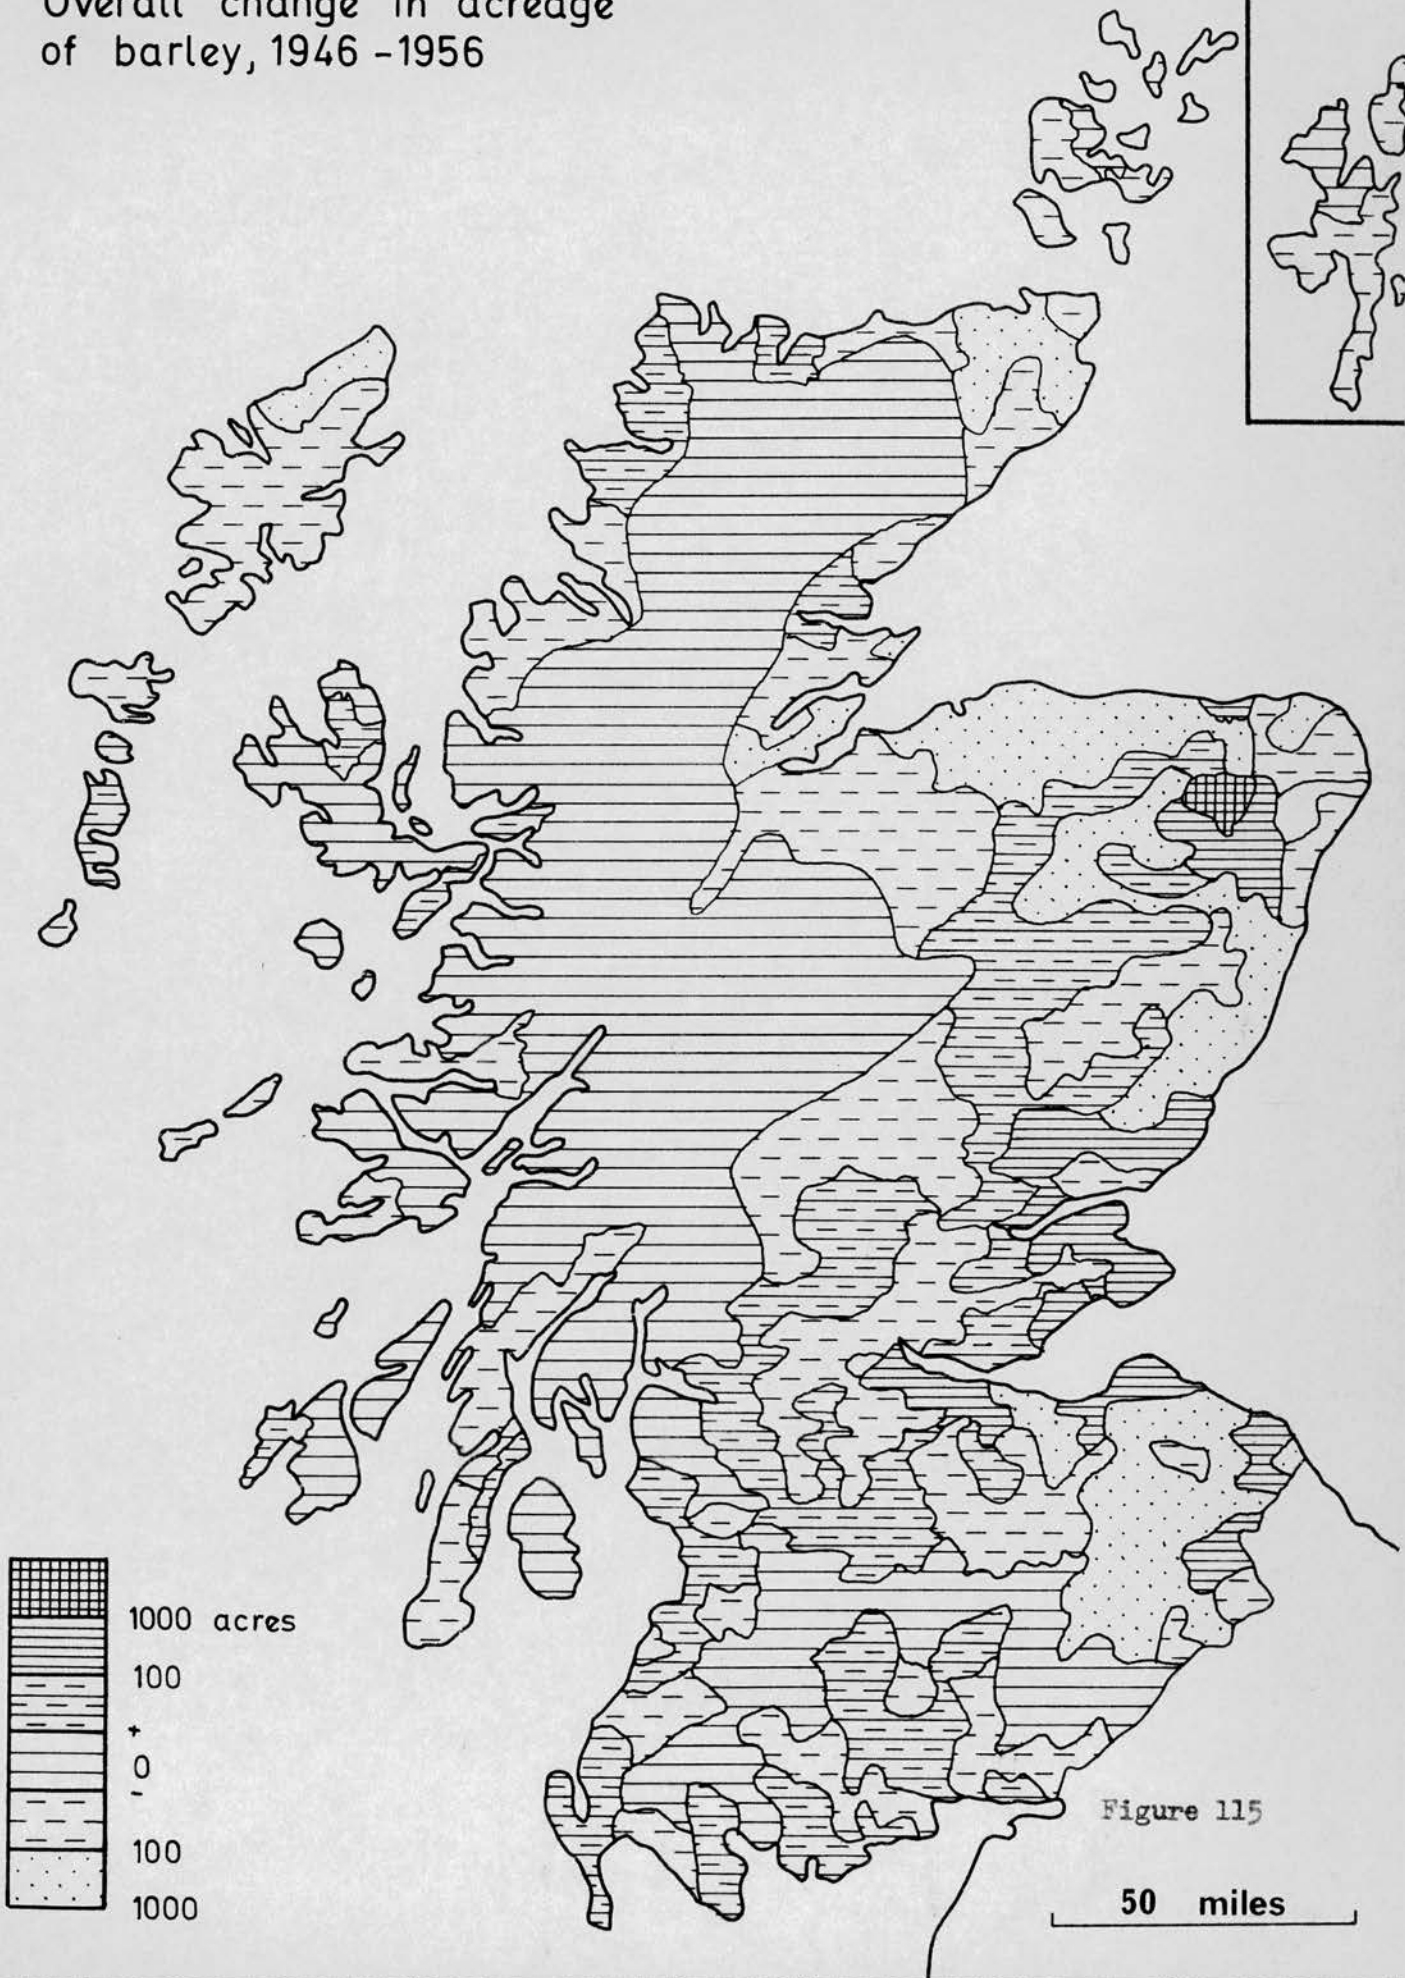 Overall change in acreage
of barley, 1946 - 1956
1000 acres
100
+
0
-
100
1000
Figure 115
50 miles